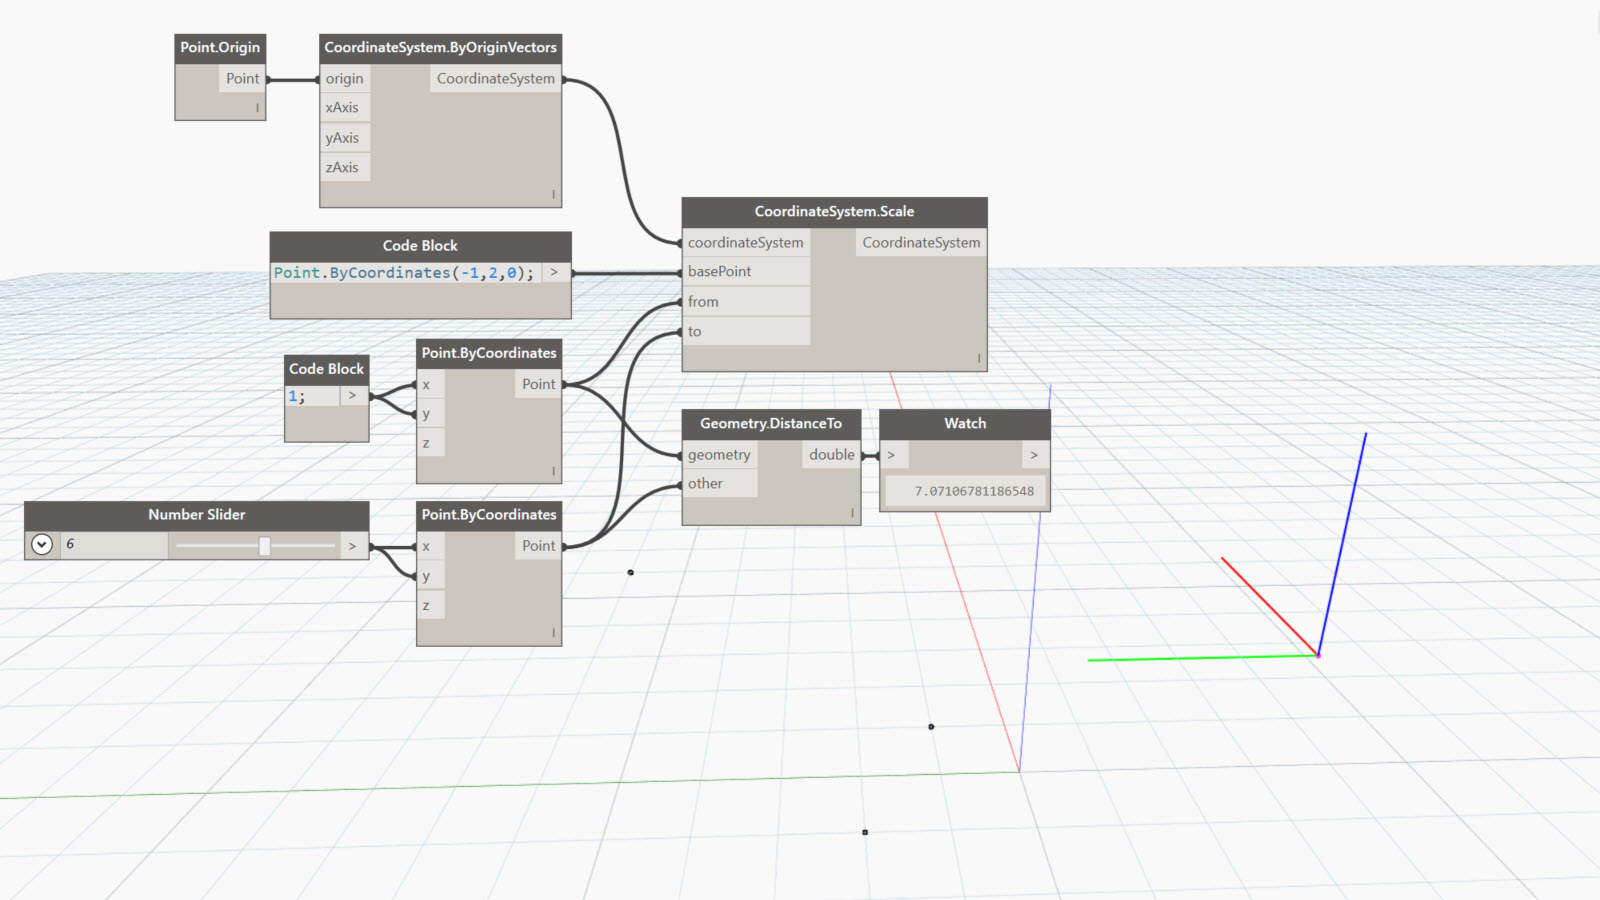 Point.Origin
Point
CoordinateSystem.ByOriginVectors
origin
CoordinateSystem
xAxis
yAxis
zAxis
Code Block
Point.ByCoordinates(-1,2,0);
>
CoordinateSystem.Scale
coordinateSystem
CoordinateSystem
basePoint
from
to
Code Block
1;
>
Point.ByCoordinates
x
Point
y
z
Geometry.DistanceTo
geometry
double
other
Watch
>
>
7.07106781186548
Number Slider
6
>
Point.ByCoordinates
x
Point
y
z